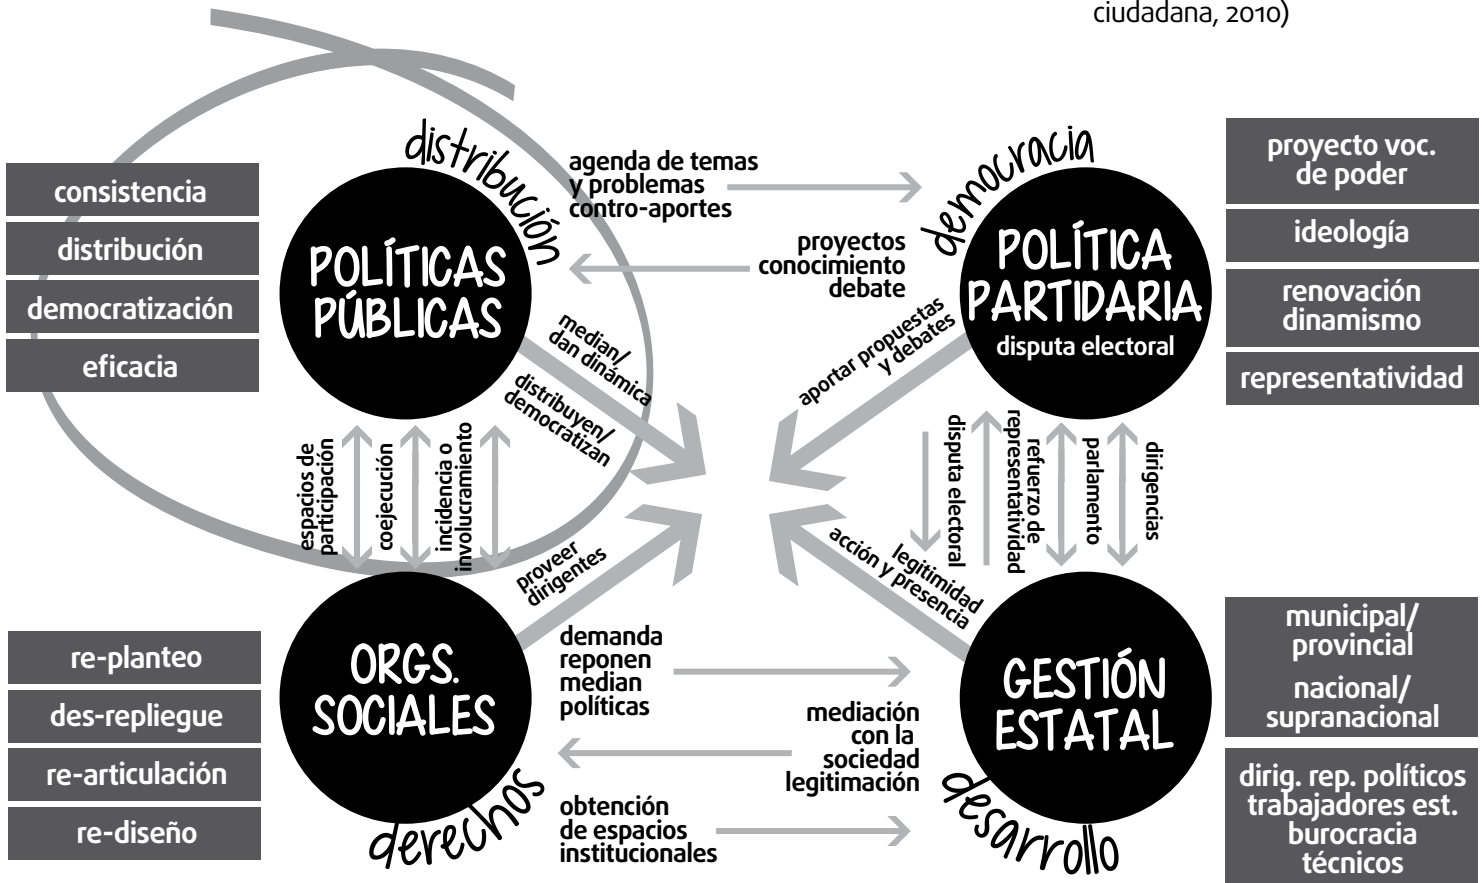 ciudadana, 2010)
consistencia
distribución
democratización
eficacia
distribución
POLÍTICAS
PÚBLICAS
agenda de temas
y problemas
contro-aportes
proyectos
conocimiento
debate
democracia
POLÍTICA
PARTIDARIA
disputa electoral
proyecto voc.
de poder
ideología
renovación
dinamismo
representatividad
median/
dan dinámica
distribuyen/
democratizan
aportar propuestas
y debates
espacios de
participación
coejecución
incidencia o
involucramiento
disputa electoral
refuerzo de
representatividad
parlamento
dirigencias
proveer
dirigentes
legitimidad
acción y presencia
re-planteo
des-repliegue
re-articulación
re-diseño
ORGS.
SOCIALES
derechos
demanda
reponen
median
políticas
mediación
con la
sociedad
legitimación
obtención
de espacios
institucionales
GESTIÓN
ESTATAL
desarrollo
municipal/
provincial
nacional/
supranacional
dirig. rep. políticos
trabajadores est.
burocracia
técnicos